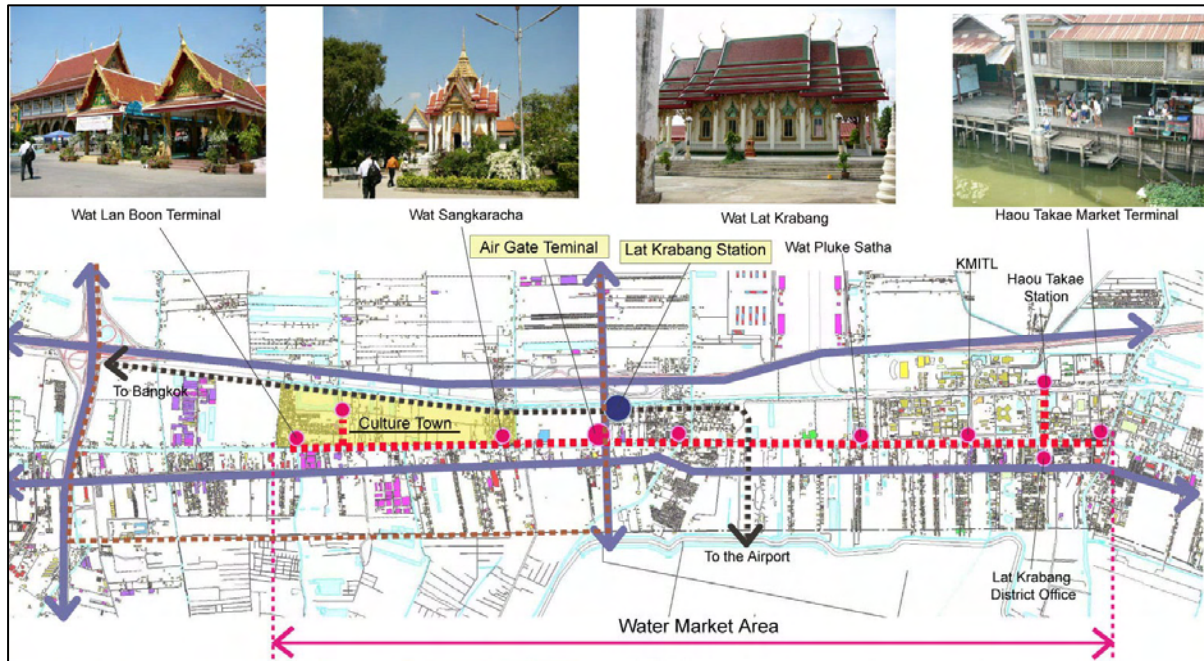 Wat Lan Boon Terminal
Wat Sangkaracha
Wat Lat Krabang
Haou Takae Market Terminal
Air Gate Teminal
Lat Krabang Station
Wat Pluke Satha
KMITL
Haou Takae
Station
To Bangkok
Culture Town
To the Airport
Lat Krabang
District Office
Water Market Area